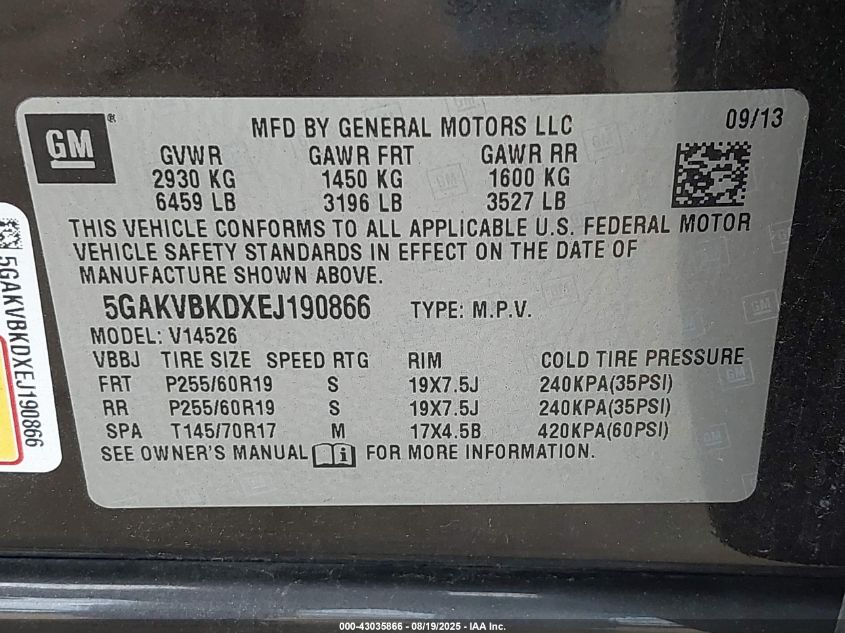 GM®
MFD BY GENERAL MOTORS LLC 09/13
GVWR GAWR FRT GAWR RR
2930 KG 1450 KG 1600 KG
6459 LB 3196 LB 3527 LB
THIS VEHICLE CONFORMS TO ALL APPLICABLE U.S. FEDERAL MOTOR
VEHICLE SAFETY STANDARDS IN EFFECT ON THE DATE OF
MANUFACTURE SHOWN ABOVE.
5GAKVBKDXEJ190866 TYPE: M.P.V.
MODEL: V14526
VBBJ TIRE SIZE SPEED RTG RIM COLD TIRE PRESSURE
FRT P255/60R19 S 19X7.5J 240KPA(35PSI)
RR P255/60R19 S 19X7.5J 240KPA(35PSI)
SPA T145/70R17 M 17X4.5B 420KPA(60PSI)
SEE OWNER'S MANUAL FOR MORE INFORMATION.
5GAKVBKDXEJ190866
000-43035866 - 08/19/2025 - IAA Inc.